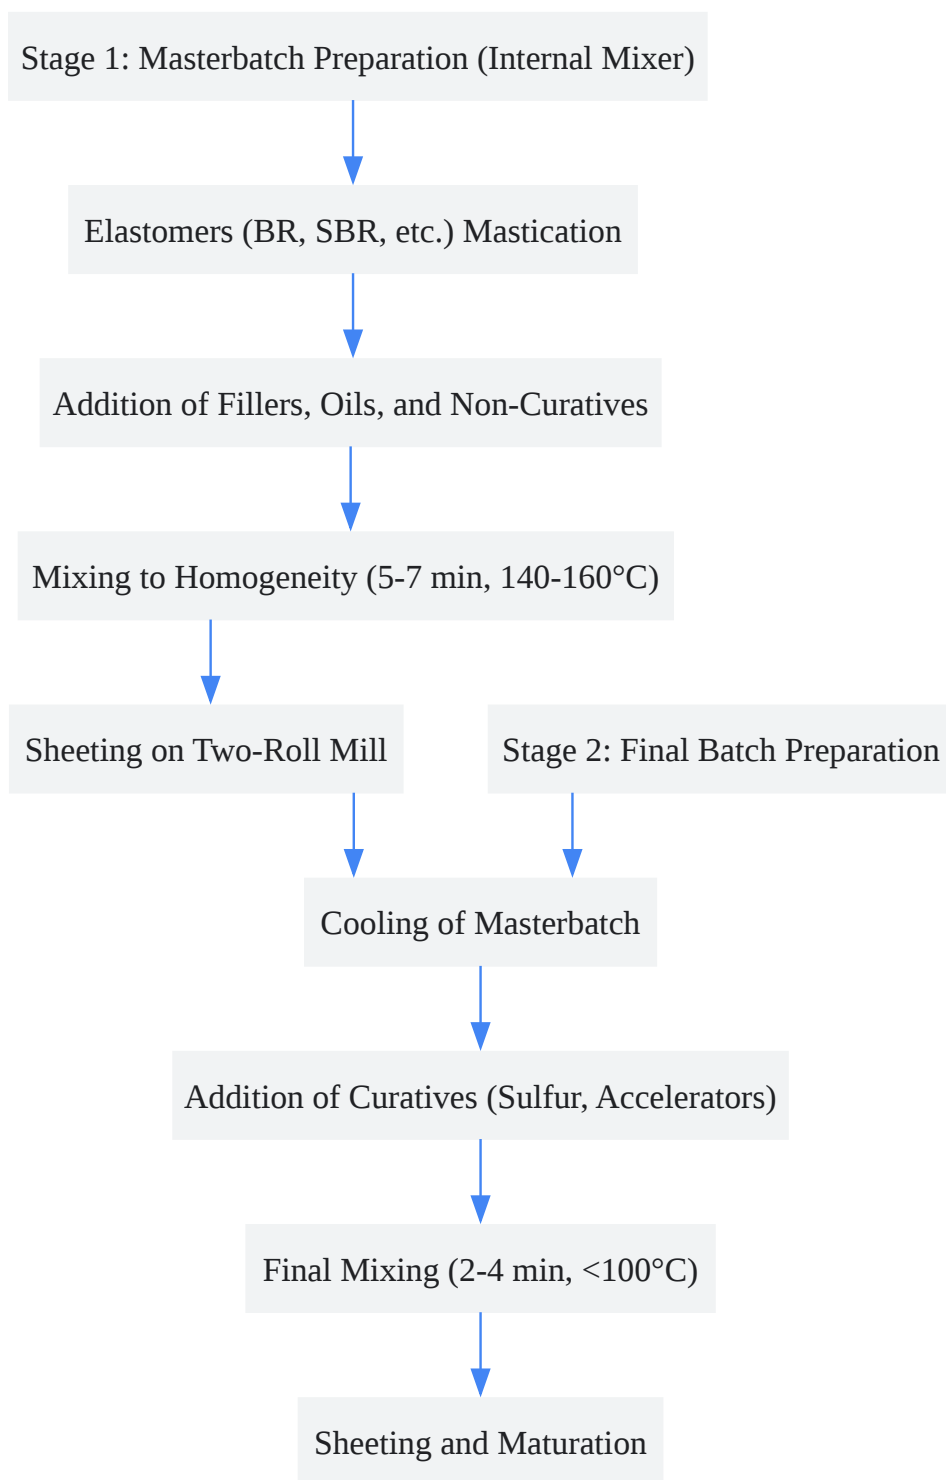 Stage 1: Masterbatch Preparation (Internal Mixer)
Elastomers (BR, SBR, etc.) Mastication
Addition of Fillers, Oils, and Non-Curatives
Mixing to Homogeneity (5-7 min, 140-160°C)
Sheeting on Two-Roll Mill
Stage 2: Final Batch Preparation
Cooling of Masterbatch
Addition of Curatives (Sulfur, Accelerators)
Final Mixing (2-4 min, <100°C)
Sheeting and Maturation